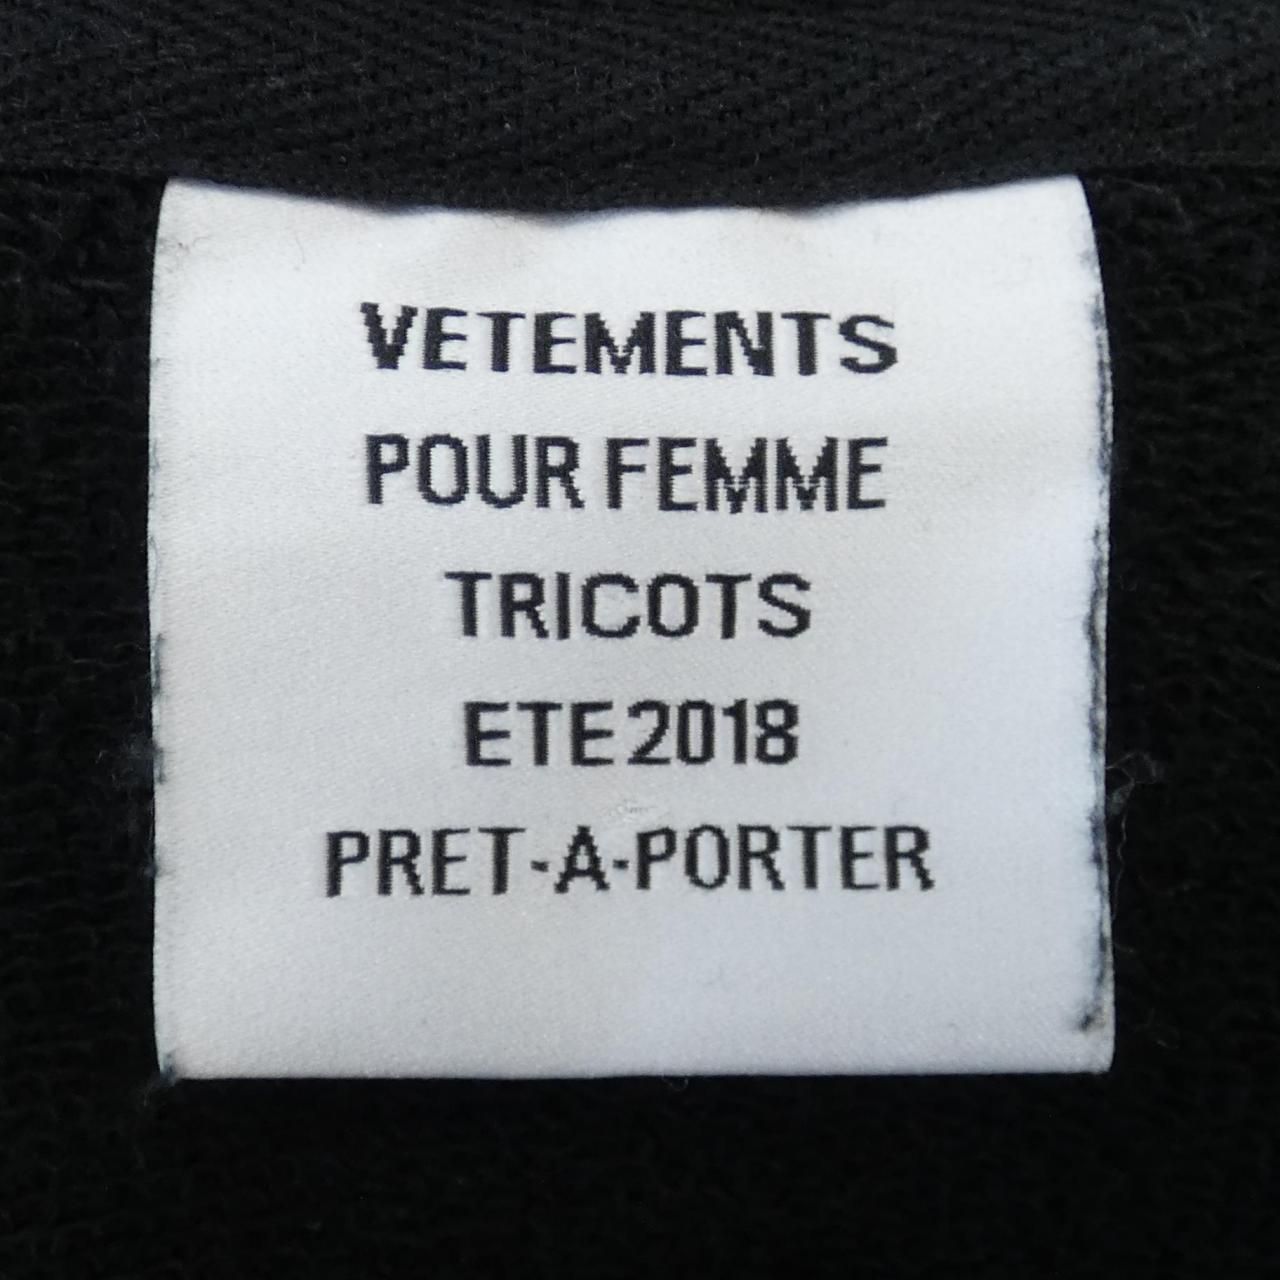 VETEMENTS
POUR FEMME
TRICOTS
ETE 2018
PRET-A-PORTER